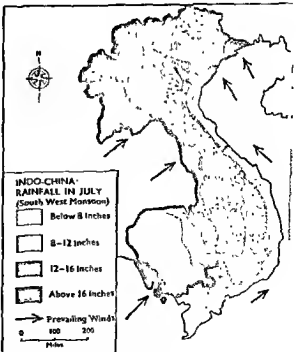 N
INDO-CHINA
RAINFALL IN JULY
(South West Monsoon)
Below 8 Inches
8–12 Inches
12–16 Inches
Above 16 Inches
Prevailing Winds
0 100 200
Miles